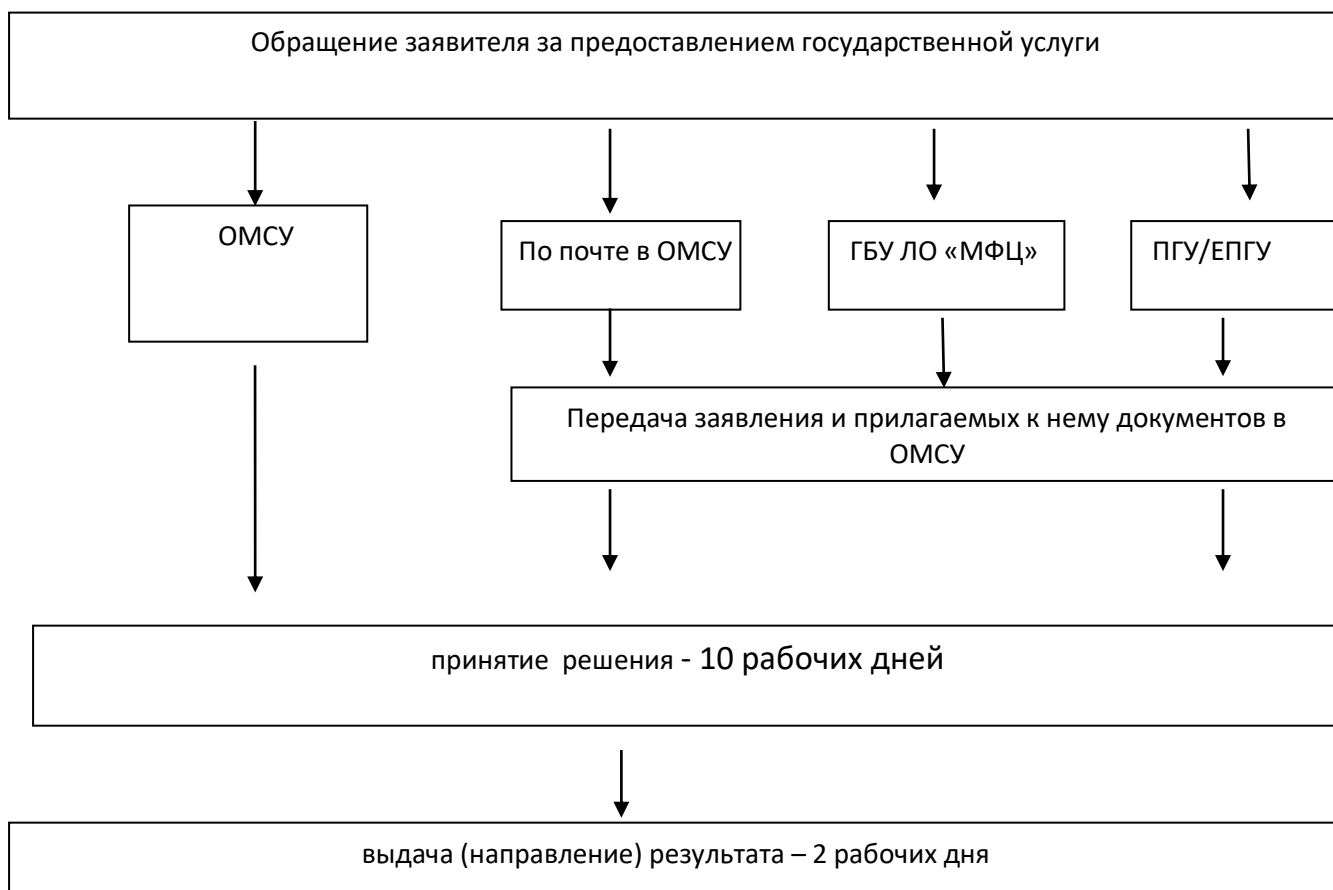 Обращение заявителя за предоставлением государственной услуги
ОМСУ
По почте в ОМСУ
ГБУ ЛО «МФЦ»
ПГУ/ЕПГУ
Передача заявления и прилагаемых к нему документов в
ОМСУ
принятие решения - 10 рабочих дней
выдача (направление) результата – 2 рабочих дня